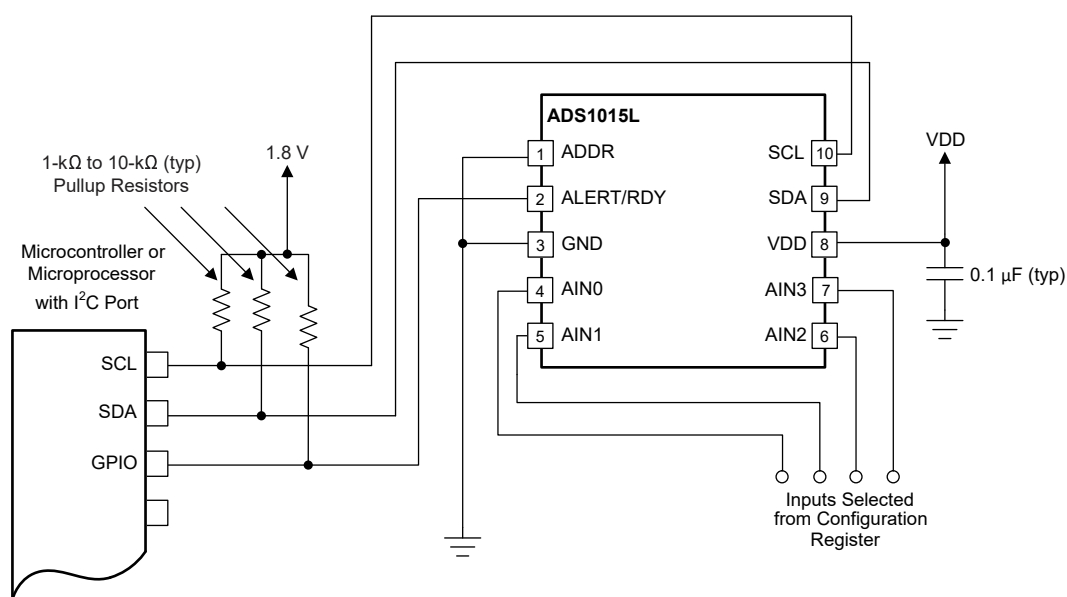 1-kΩ to 10-kΩ (typ)
Pullup Resistors
1.8 V
Microcontroller or
Microprocessor
with I²C Port
SCL
SDA
GPIO
ADS1015L
1 ADDR
2 ALERT/RDY
3 GND
4 AIN0
5 AIN1
SCL 10
SDA 9
VDD 8
AIN3 7
AIN2 6
VDD
0.1 μF (typ)
Inputs Selected
from Configuration
Register